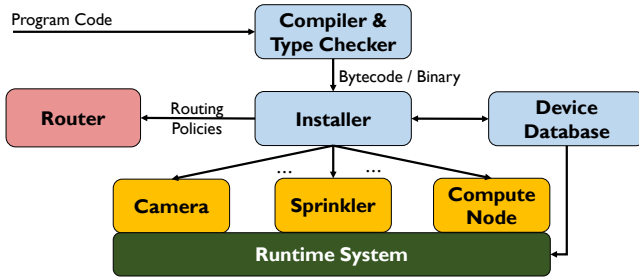 Program Code
Compiler &
Type Checker
Bytecode / Binary
Router
Routing
Policies
Installer
Device
Database
... ...
Camera
Sprinkler
Compute
Node
Runtime System